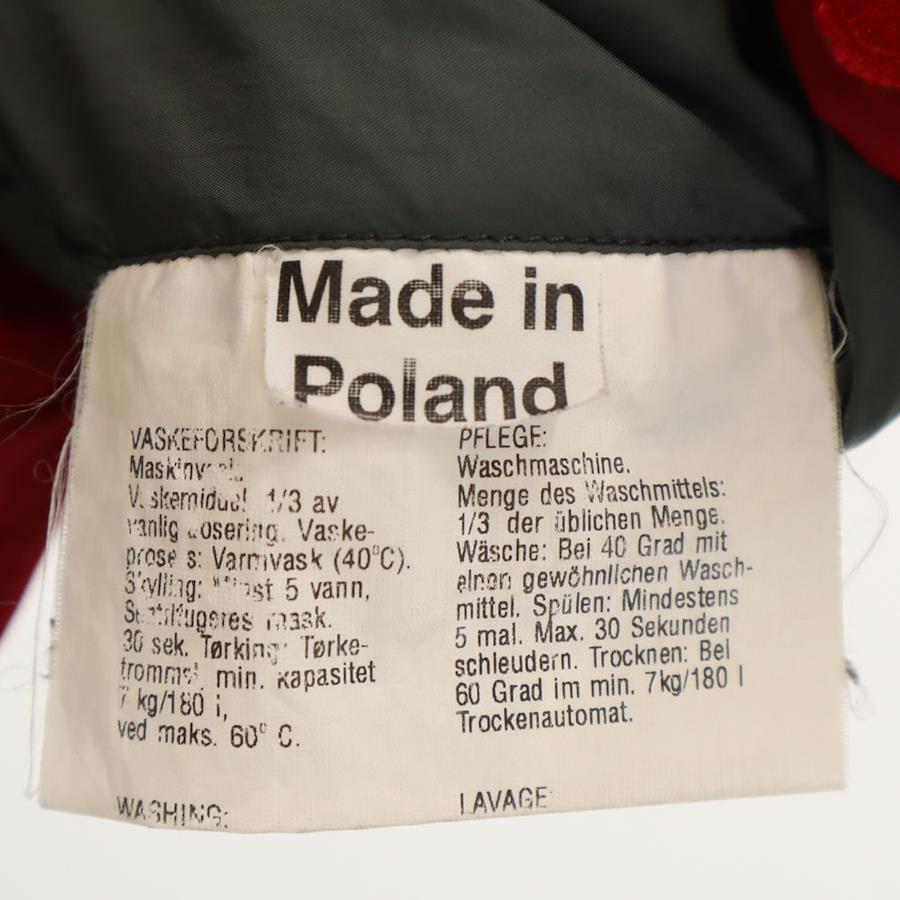 Made in
Poland
VASKEFORSKRIFT:
1/3 av
vanlig dosering. Vaske-
Varmvask (40°C).
5 vann,
mask.
30 sek. Tørking: Tørke-
min. kapasitet
7 kg/180 l,
ved maks. 60° C.
WASHING:
PFLEGE:
Waschmaschine.
Menge des Waschmittels:
1/3 der üblichen Menge.
Wäsche: Bei 40 Grad mit
einen gewöhnlichen Wasch-
mittel. Spülen: Mindestens
5 mal. Max. 30 Sekunden
schleudern. Trocknen: Bei
60 Grad im min. 7kg/180 l
Trockenautomat.
LAVAGE: